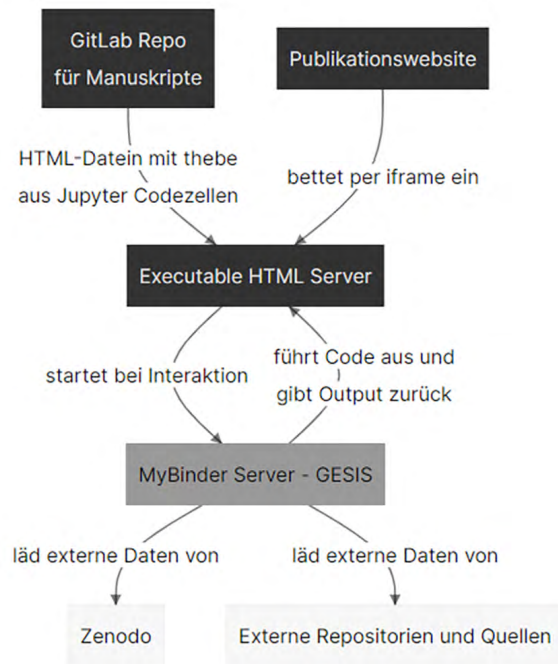 GitLab Repo
für Manuskripte
Publikationswebsite
HTML-Datein mit thebe
aus Jupyter Codezellen
bettet per iframe ein
Executable HTML Server
startet bei Interaktion
führt Code aus und
gibt Output zurück
MyBinder Server - GESIS
läd externe Daten von
läd externe Daten von
Zenodo
Externe Repositorien und Quellen